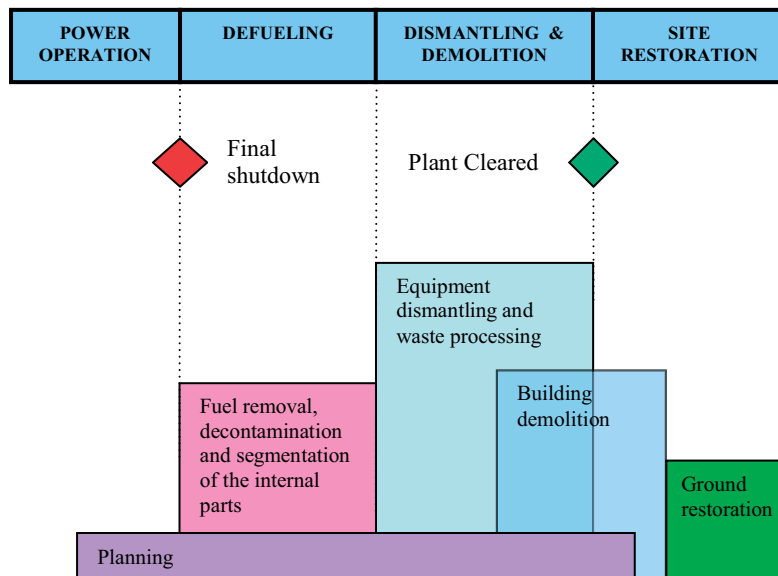 POWER
OPERATION
DEFUELING
DISMANTLING &
DEMOLITION
SITE
RESTORATION
Final
shutdown
Plant Cleared
Equipment
dismantling and
waste processing
Fuel removal,
decontamination
and segmentation
of the internal
parts
Building
demolition
Ground
restoration
Planning